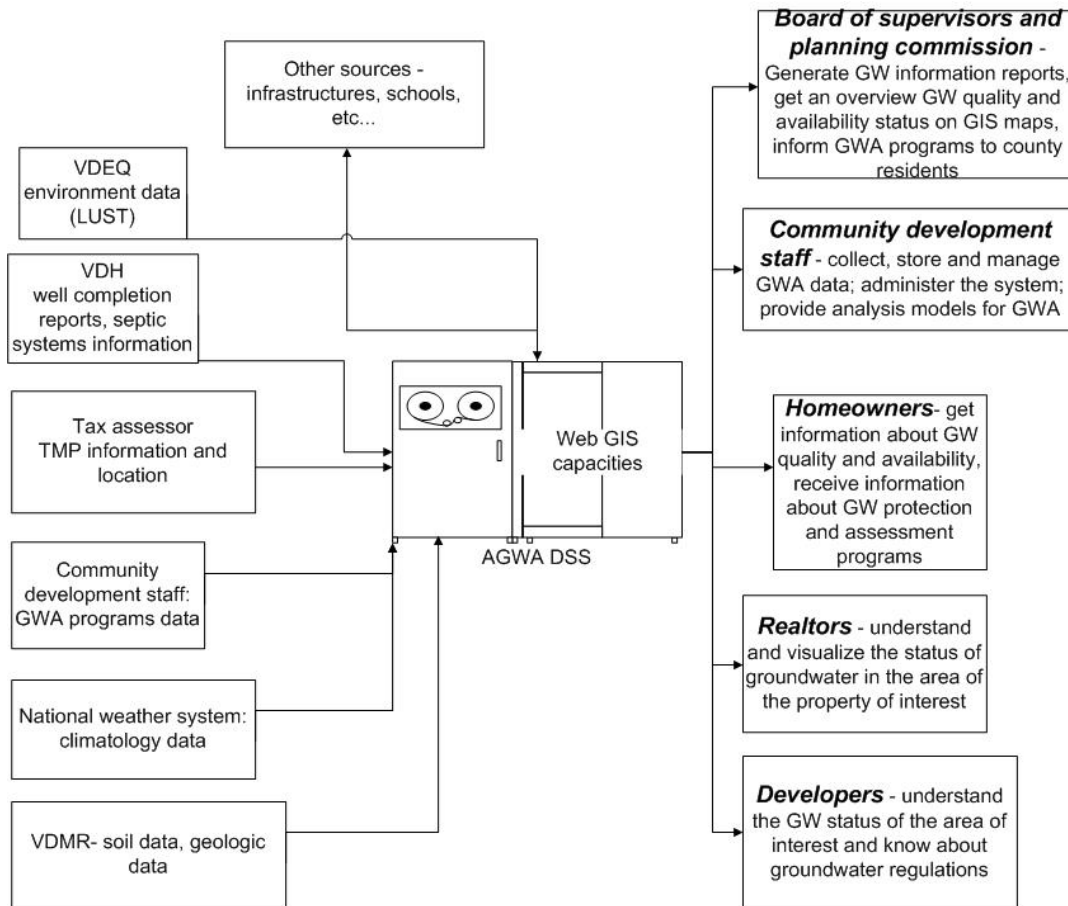 Other sources -
infrastructures, schools,
etc...
VDEQ
environment data
(LUST)
VDH
well completion
reports, septic
systems information
Tax assessor
TMP information and
location
Community
development staff:
GWA programs data
National weather system:
climatology data
VDMR- soil data, geologic
data
Web GIS
capacities
AGWA DSS
Board of supervisors and
planning commission -
Generate GW information reports,
get an overview GW quality and
availability status on GIS maps,
inform GWA programs to county
residents
Community development
staff - collect, store and manage
GWA data; administer the system;
provide analysis models for GWA
Homeowners- get
information about GW
quality and availability,
receive information
about GW protection
and assessment
programs
Realtors - understand
and visualize the status of
groundwater in the area of
the property of interest
Developers - understand
the GW status of the area of
interest and know about
groundwater regulations